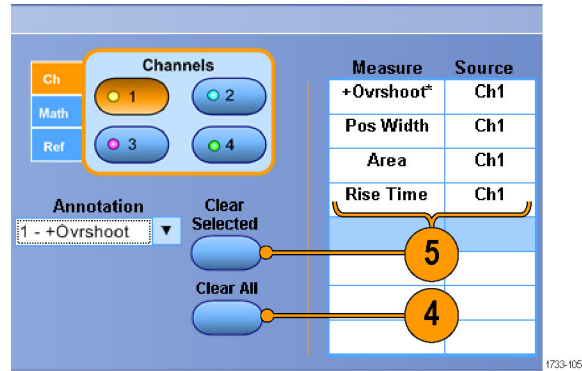 Channels
Ch
Math
Ref
1
2
3
4
Annotation
1 - +Ovrshoot
Clear
Selected
Clear All
Measure Source
+Ovrshoot* Ch1
Pos Width Ch1
Area Ch1
Rise Time Ch1
5
4
1733-105